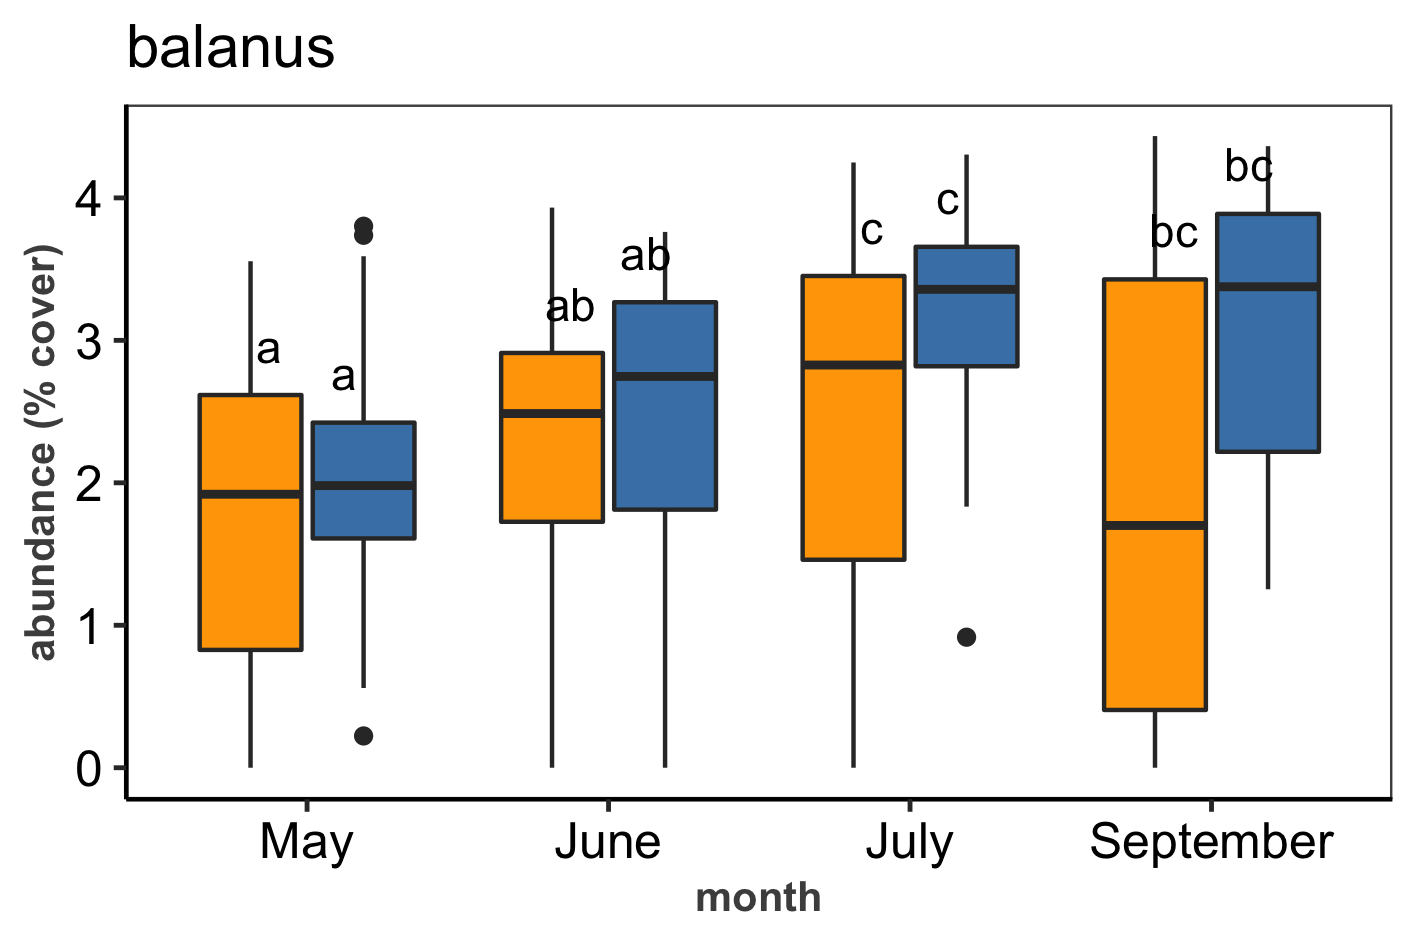 balanus
abundance (% cover)
4
3
2
1
0
a
a
ab
ab
c
c
bc
bc
May
June
July
September
month